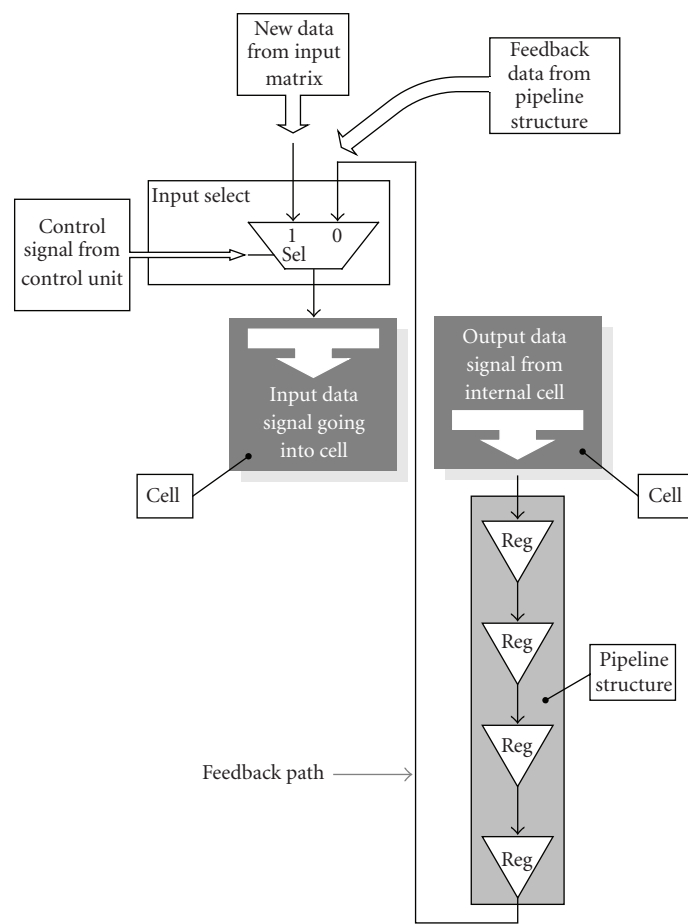 New data
from input
matrix
Feedback
data from
pipeline
structure
Input select
1 0
Sel
Control
signal from
control unit
Input data
signal going
into cell
Output data
signal from
internal cell
Cell
Cell
Reg
Reg
Pipeline
structure
Reg
Feedback path
Reg